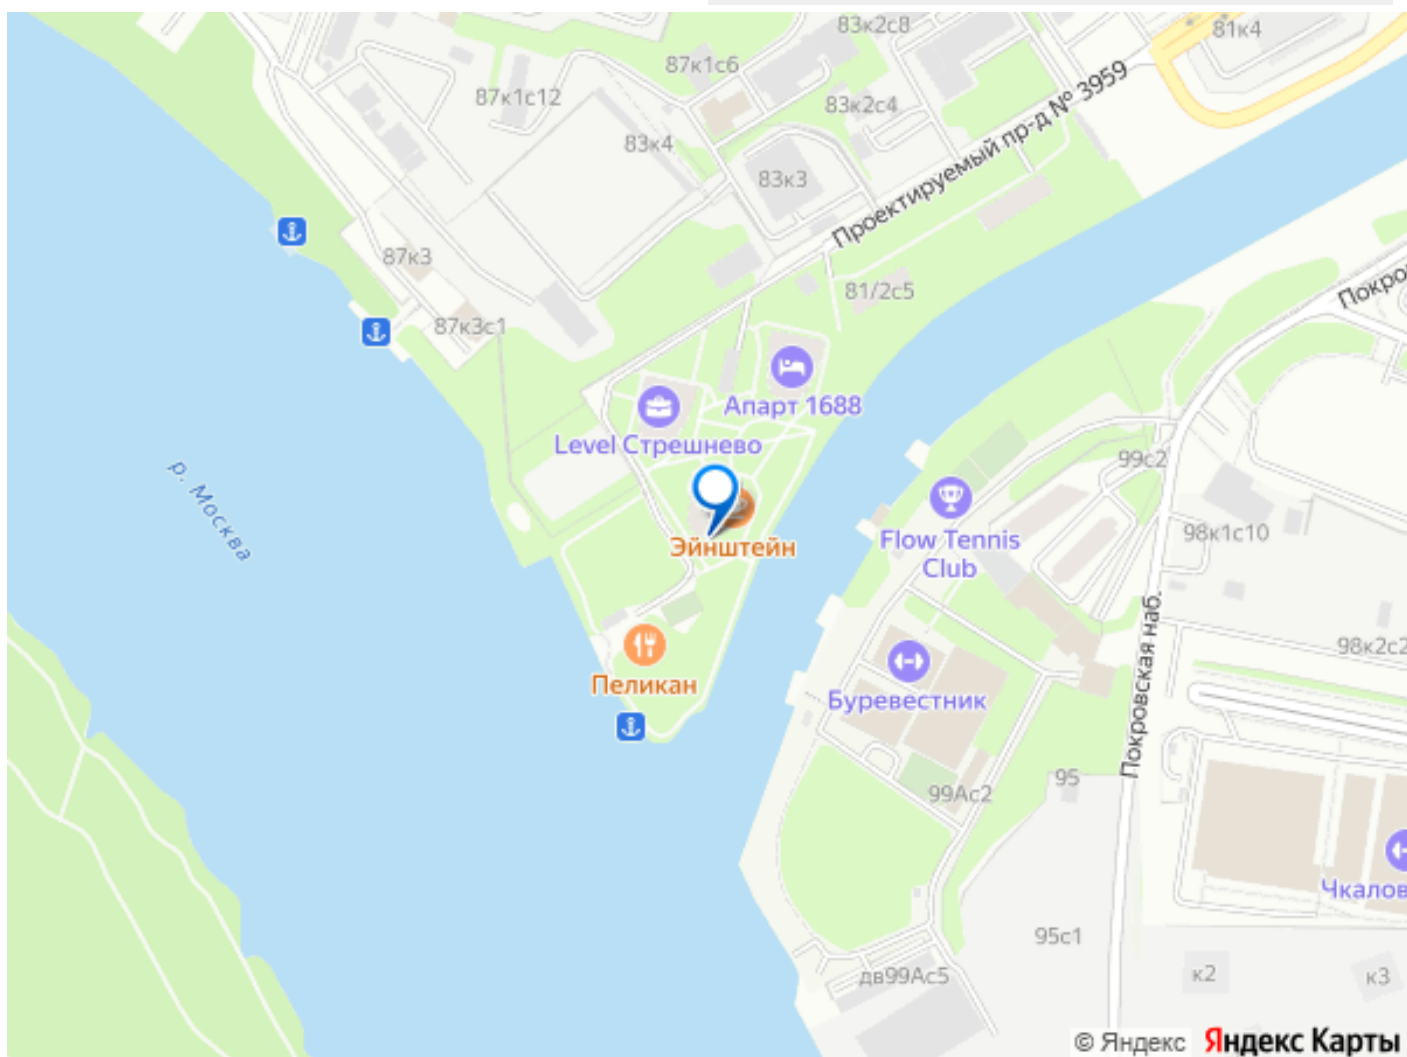 83к2с8
81к4
87к1с6
87к1с12
83к2с4
Проектируемый пр-д № 3959
83к4
83к3
87к3
81/2с5
Покро
87к3с1
Апарт 1688
Level Стрешнево
р. Москва
99с2
Flow Tennis
Club
98к1с10
Эйнштейн
Покровская наб.
98к2с2
Пеликан
Буревестник
95
99Ас2
Чкалов
95с1
дв99Ас5
к2
к3
© Яндекс Яндекс Карты